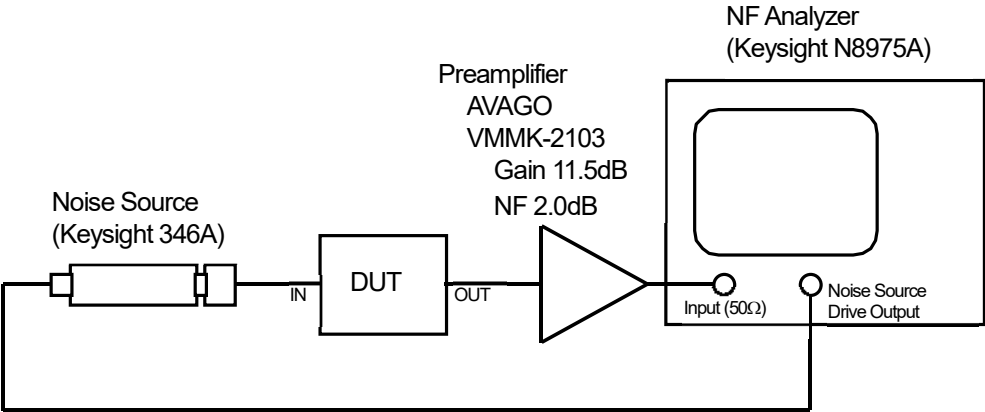 NF Analyzer
(Keysight N8975A)
Preamplifier
AVAGO
VMMK-2103
Gain 11.5dB
NF 2.0dB
Noise Source
(Keysight 346A)
IN
DUT
OUT
Input (50Ω)
Noise Source
Drive Output